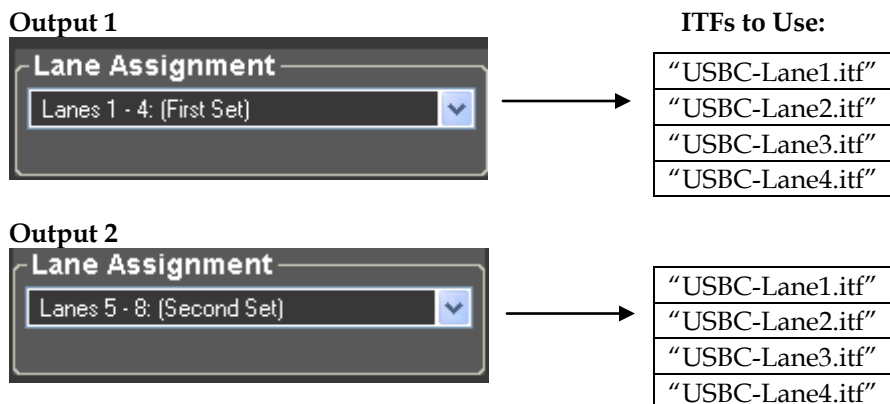 Output 1
ITFs to Use:
Lane Assignment
Lanes 1 - 4: (First Set)
“USBC-Lane1.itf”
“USBC-Lane2.itf”
“USBC-Lane3.itf”
“USBC-Lane4.itf”
Output 2
Lane Assignment
Lanes 5 - 8: (Second Set)
“USBC-Lane1.itf”
“USBC-Lane2.itf”
“USBC-Lane3.itf”
“USBC-Lane4.itf”